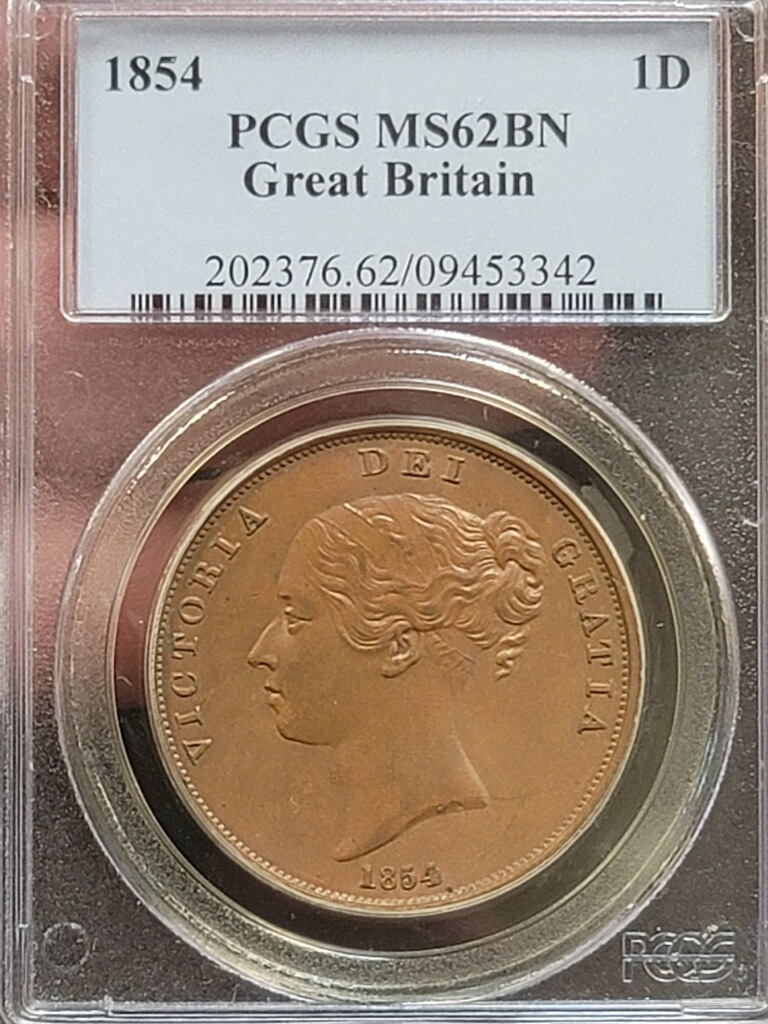 1854 1D
PCGS MS62BN
Great Britain
202376.62/09453342
VICTORIA DEI GRATIA
1854
PCGS